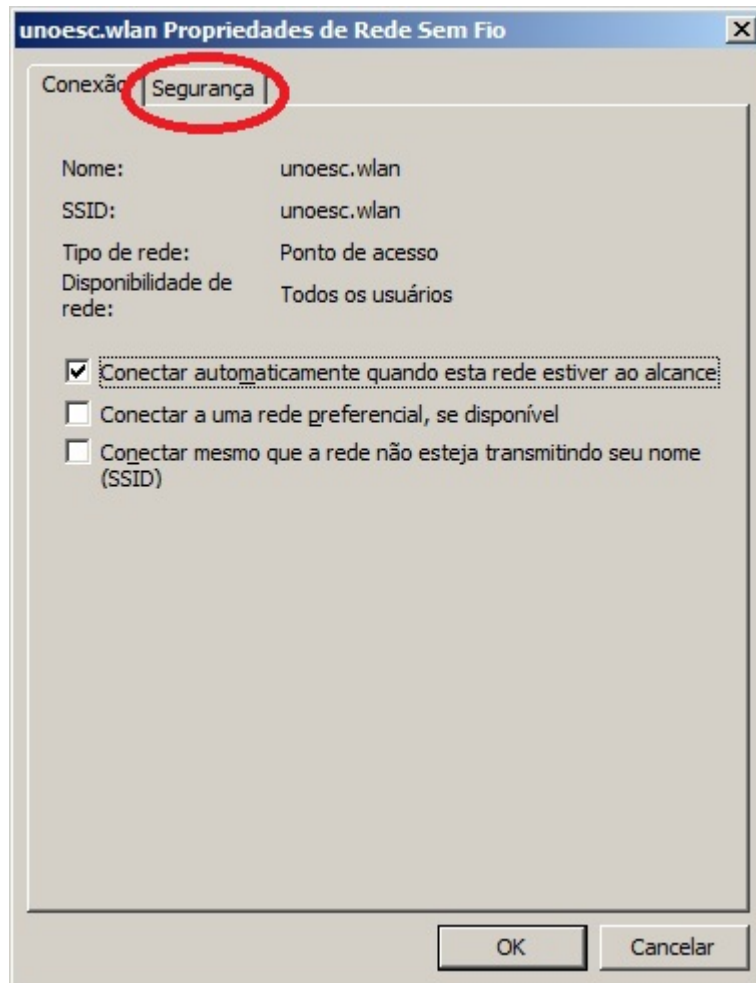 unoesc.wlan Propriedades de Rede Sem Fio
Conexão Segurança
Nome: unoesc.wlan
SSID: unoesc.wlan
Tipo de rede: Ponto de acesso
Disponibilidade de
rede: Todos os usuários
Conectar automaticamente quando esta rede estiver ao alcance
Conectar a uma rede preferencial, se disponível
Conectar mesmo que a rede não esteja transmitindo seu nome
(SSID)
OK Cancelar